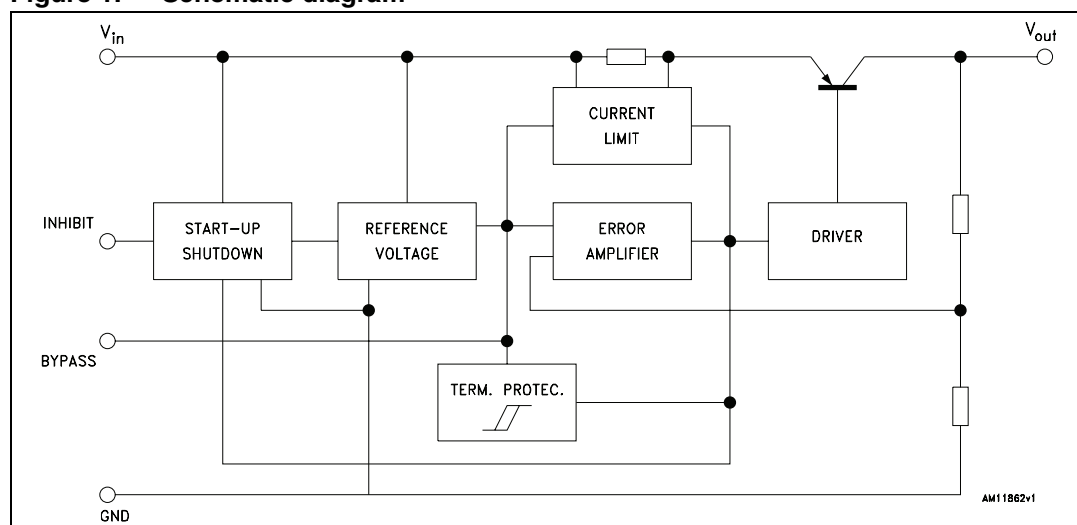 Figure 1. Schematic diagram
Vin
Vout
CURRENT
LIMIT
INHIBIT
START-UP
SHUTDOWN
REFERENCE
VOLTAGE
ERROR
AMPLIFIER
DRIVER
BYPASS
TERM. PROTEC.
GND
AM11862v1